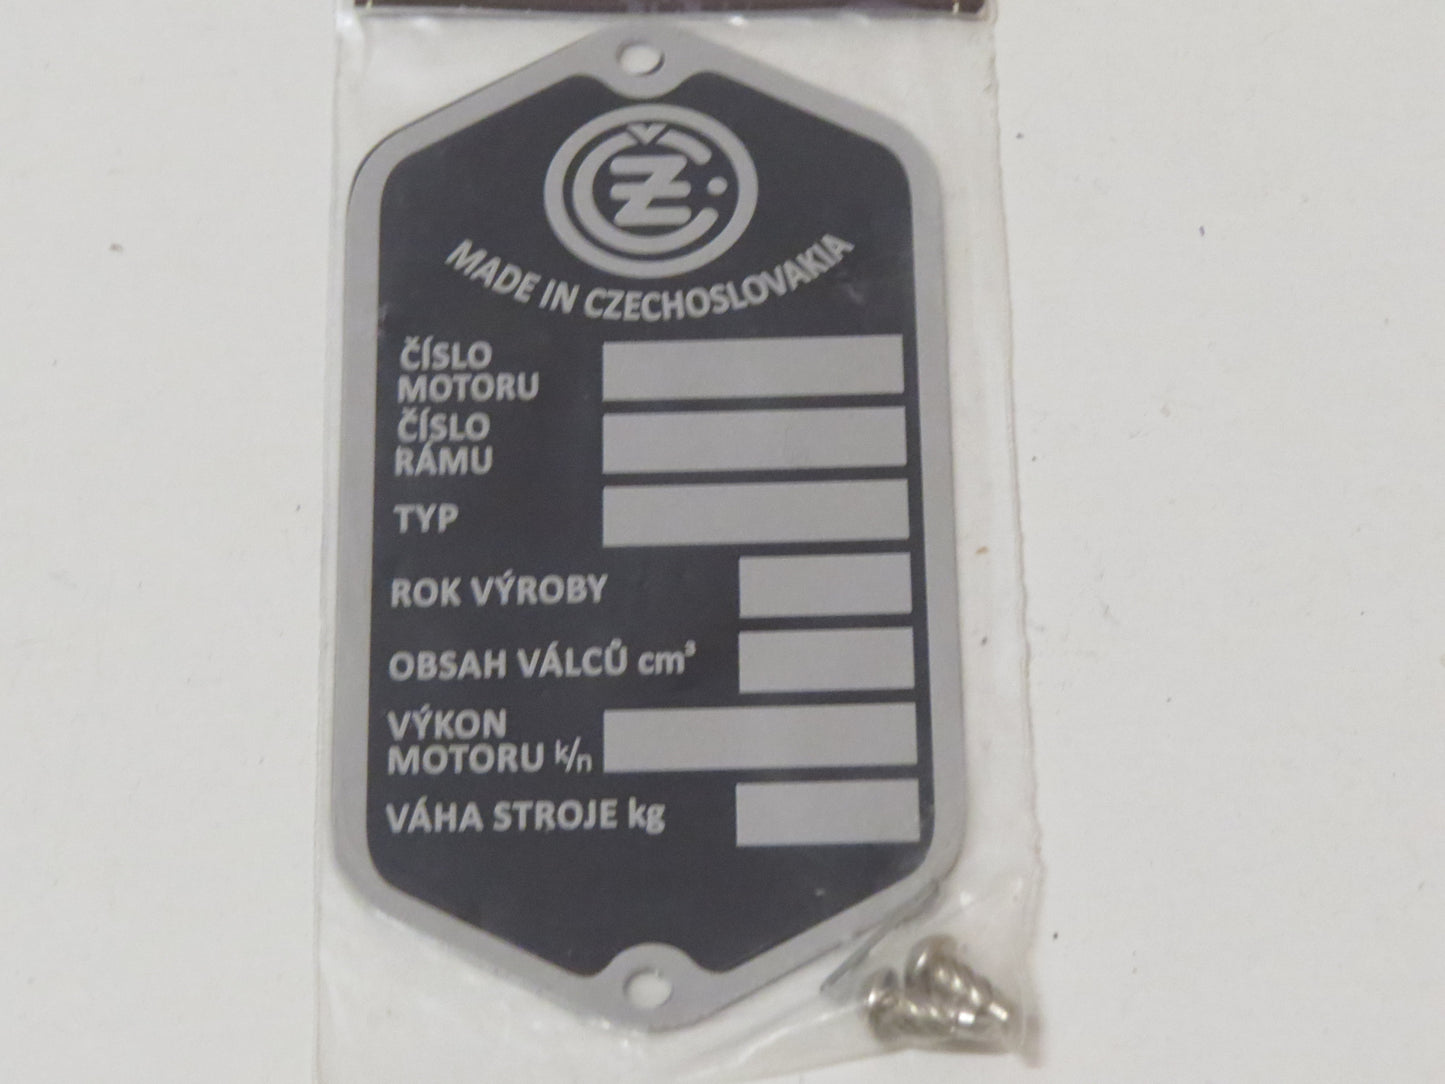 ČZ
MADE IN CZECHOSLOVAKIA
ČÍSLO
MOTORU
ČÍSLO
RÁMU
TYP
ROK VÝROBY
OBSAH VÁLCŮ cm³
VÝKON
MOTORU k/n
VÁHA STROJE kg